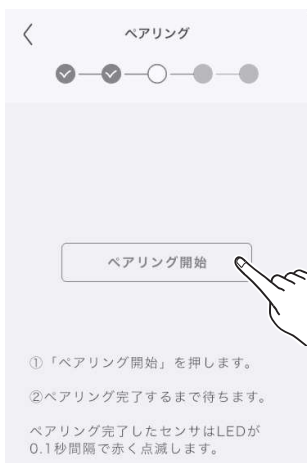 ペアリング
ペアリング開始
①「ペアリング開始」を押します。
②ペアリング完了するまで待ちます。
ペアリング完了したセンサはLEDが
0.1秒間隔で赤く点滅します。